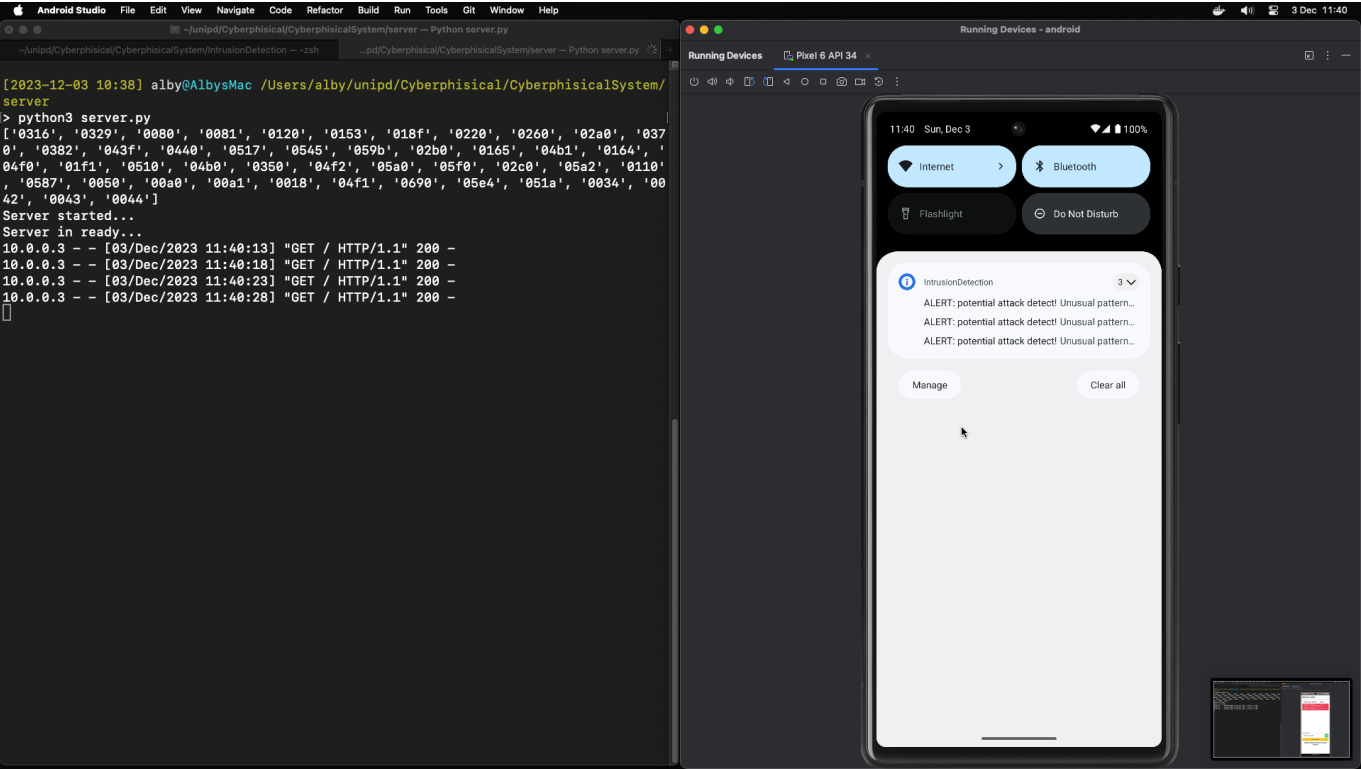 Android Studio File Edit View Navigate Code Refactor Build Run Tools Git Window Help 3 Dec 11:40
~/unipd/Cyberphisical/CyberphisicalSystem/server — Python server.py
~/unipd/Cyberphisical/CyberphisicalSystem/IntrusionDetection — -zsh
...pd/Cyberphisical/CyberphisicalSystem/server — Python server.py
[2023-12-03 10:38] alby@AlbysMac /Users/alby/unipd/Cyberphisical/CyberphisicalSystem/
server
> python3 server.py
['0316', '0329', '0080', '0081', '0120', '0153', '018f', '0220', '0260', '02a0', '037
0', '0382', '043f', '0440', '0517', '0545', '059b', '02b0', '0165', '04b1', '0164', '
04f0', '01f1', '0510', '04b0', '0350', '04f2', '05a0', '05f0', '02c0', '05a2', '0110'
, '0587', '0050', '00a0', '00a1', '0018', '04f1', '0690', '05e4', '051a', '0034', '00
42', '0043', '0044']
Server started...
Server in ready...
10.0.0.3 - - [03/Dec/2023 11:40:13] "GET / HTTP/1.1" 200 -
10.0.0.3 - - [03/Dec/2023 11:40:18] "GET / HTTP/1.1" 200 -
10.0.0.3 - - [03/Dec/2023 11:40:23] "GET / HTTP/1.1" 200 -
10.0.0.3 - - [03/Dec/2023 11:40:28] "GET / HTTP/1.1" 200 -
Running Devices - android
Running Devices Pixel 6 API 34
11:40 Sun, Dec 3 100%
Internet Bluetooth
Flashlight Do Not Disturb
IntrusionDetection 3
ALERT: potential attack detect! Unusual pattern...
ALERT: potential attack detect! Unusual pattern...
ALERT: potential attack detect! Unusual pattern...
Manage Clear all